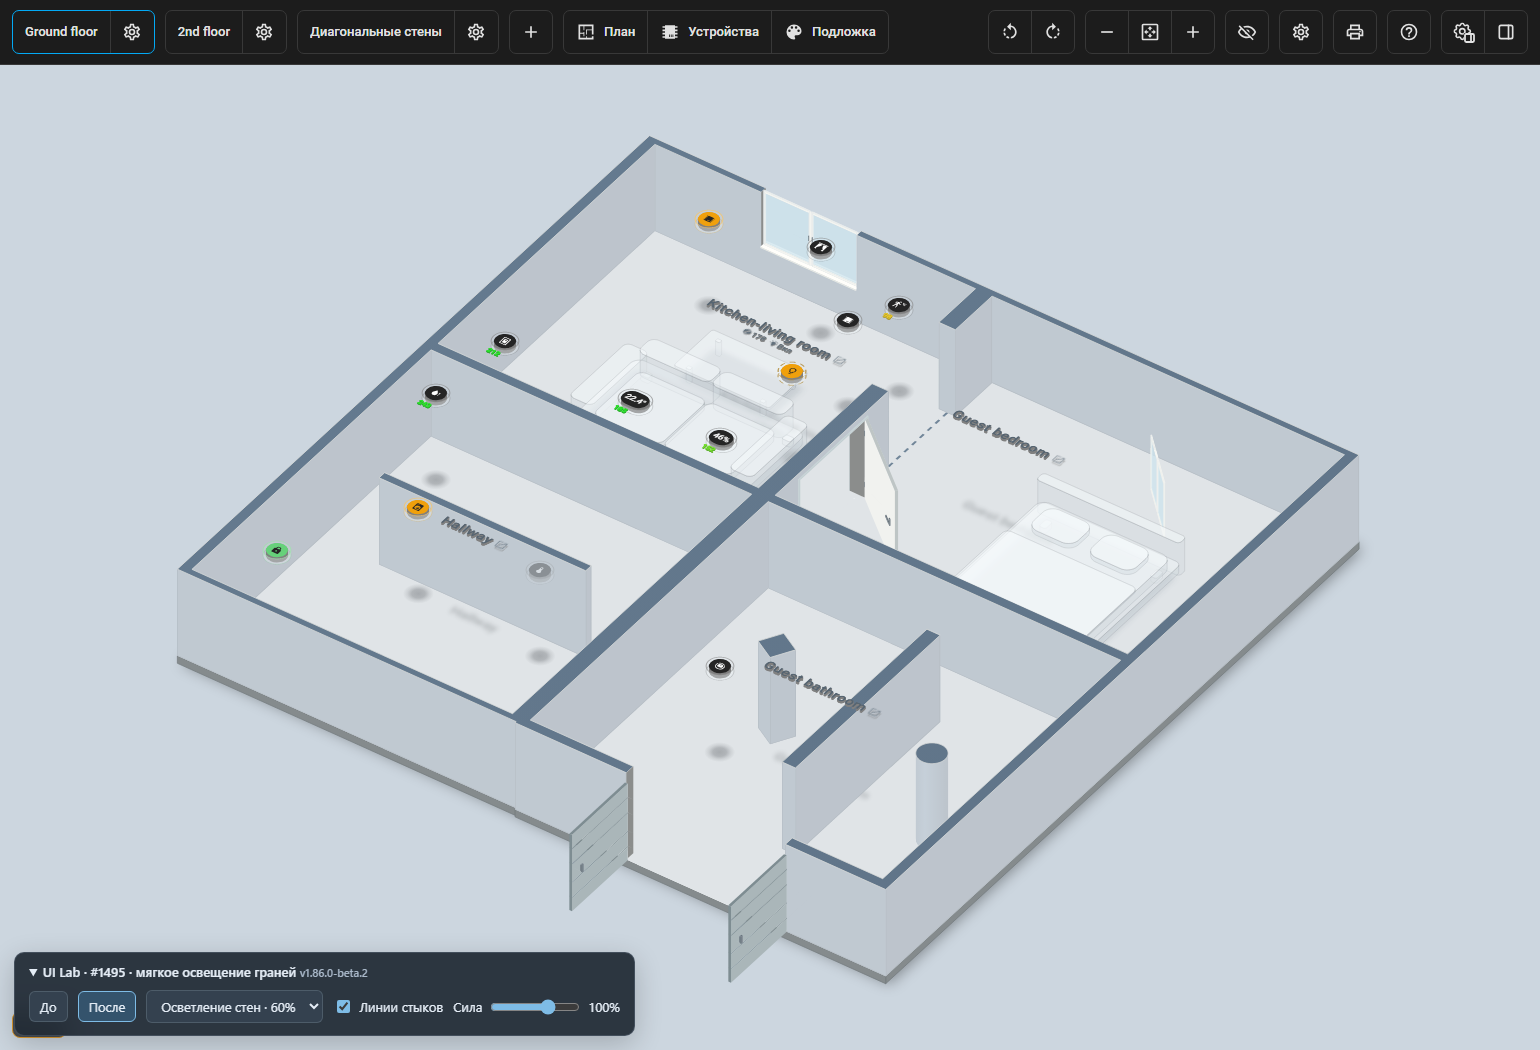 Ground floor
2nd floor
Диагональные стены
План
Устройства
Подложка
Kitchen-living room
Guest bedroom
22.4°
46%
Hallway
Guest bathroom
▼ UI Lab · #1495 · мягкое освещение граней v1.86.0-beta.2
До
После
Осветление стен · 60%
Линии стыков
Сила
100%